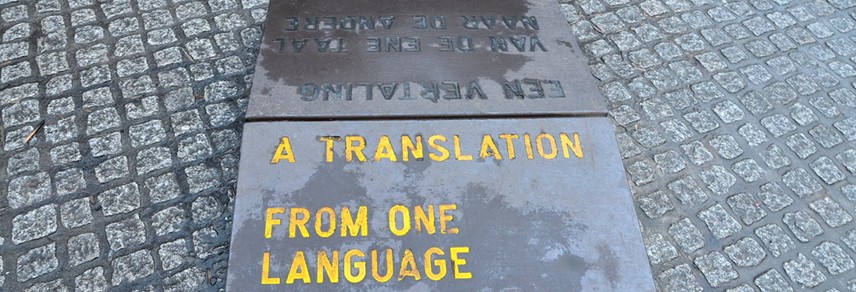 EEN VERTALING
VAN DE ENE TAAL
NAAR DE ANDERE
A TRANSLATION
FROM ONE
LANGUAGE